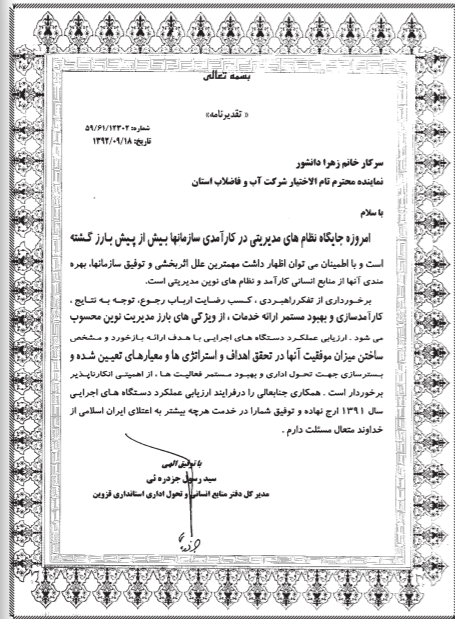 بسمه تعالی
« تقدیرنامه»
شماره: ۵۹/۶۱/۱۲۳۰۲
تاریخ: ۱۳۹۲/۰۹/۱۸
سرکار خانم زهرا دانشور
نماینده محترم تام الاختیار شرکت آب و فاضلاب استان
با سلام
امروزه جایگاه نظام های مدیریتی در کارآمدی سازمانها بیش از پیش بارز گشته
است و با اطمینان می توان اظهار داشت مهمترین علل اثربخشی و توفیق سازمانها، بهره
مندی آنها از منابع انسانی کارآمد و نظام های نوین مدیریتی است.
برخورداری از تفکر راهبردی ، کسب رضایت ارباب رجوع، توجه به نتایج ،
کارآمدسازی و بهبود مستمر ارائه خدمات ، از ویژگی های بارز مدیریت نوین محسوب
می شود . ارزیابی عملکرد دستگاه های اجرایی با هدف ارائه بازخورد و مشخص
ساختن میزان موفقیت آنها در تحقق اهداف و استراتژی ها و معیارهای تعیین شده و
بسترسازی جهت تحول اداری و بهبود مستمر فعالیت ها ، از اهمیتی انکارناپذیر
برخوردار است . همکاری جنابعالی را درفرایند ارزیابی عملکرد دستگاه های اجرایی
سال ۱۳۹۱ ارج نهاده و توفیق شمارا در خدمت هرچه بیشتر به اعتلای ایران اسلامی از
خداوند متعال مسئلت دارم .
با توفیق الهی
سید رسول جزدره ئی
مدیر کل دفتر منابع انسانی و تحول اداری استانداری قزوین